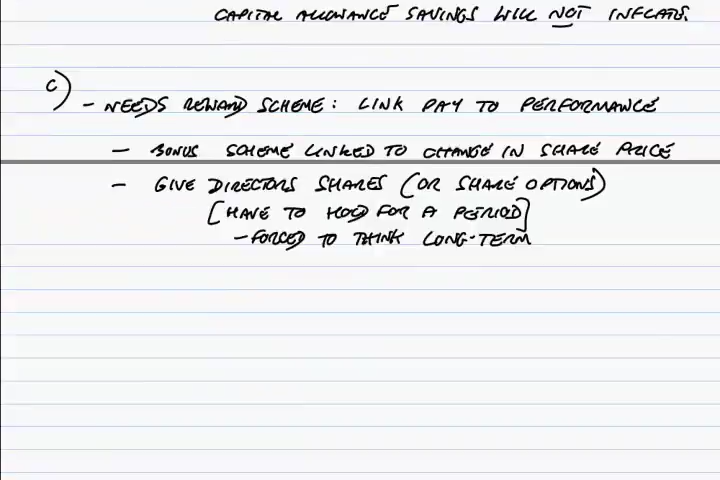 CAPITAL ALLOWANCE SAVINGS WILL NOT INFLATE.
c) - NEEDS REWARD SCHEME: LINK PAY TO PERFORMANCE
- BONUS SCHEME LINKED TO CHANGE IN SHARE PRICE
- GIVE DIRECTORS SHARES (OR SHARE OPTIONS)
[HAVE TO HOLD FOR A PERIOD]
- FORCED TO THINK LONG-TERM